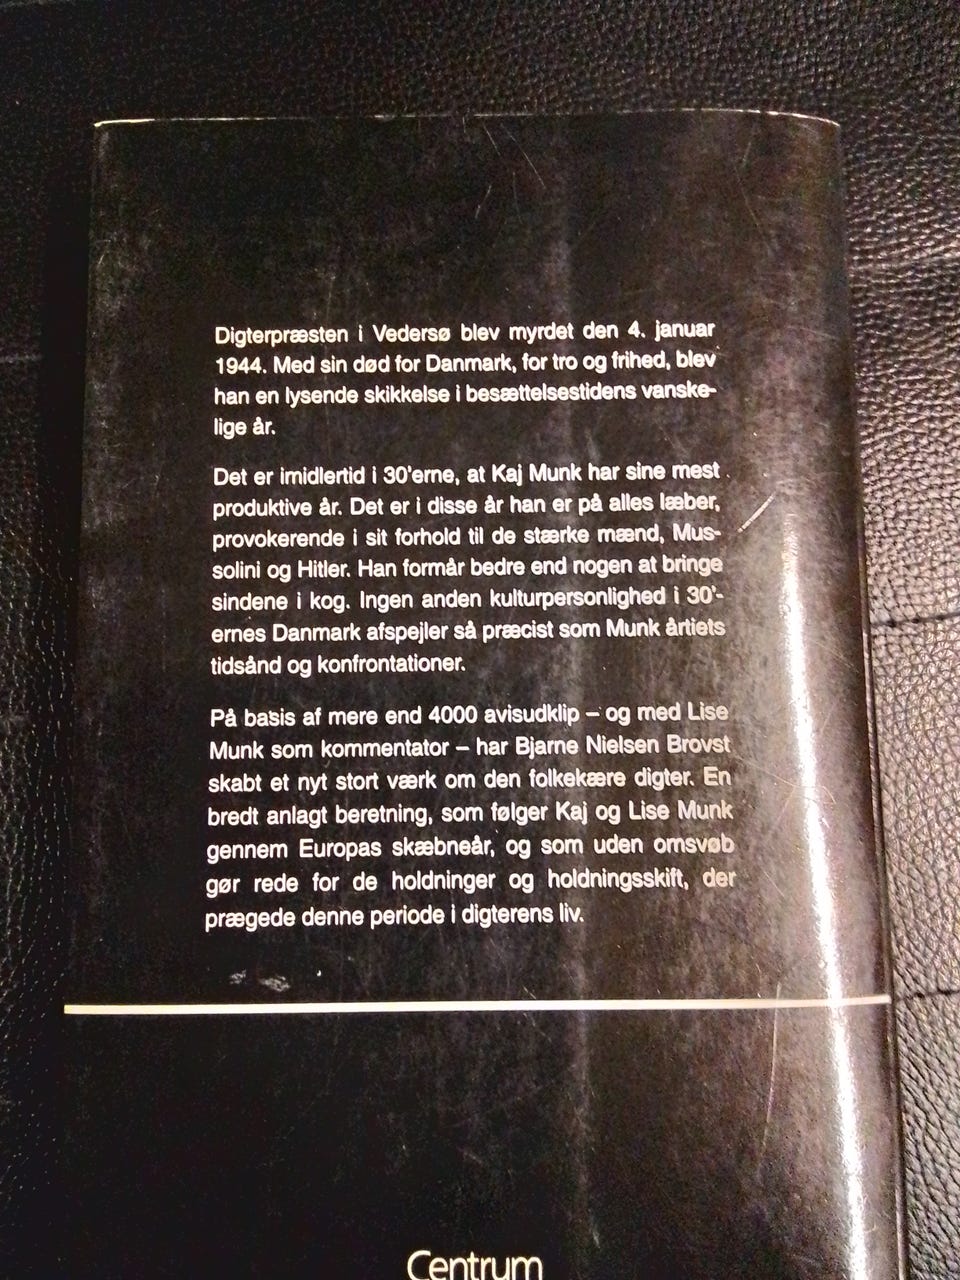 Digterpræsten i Vedersø blev myrdet den 4. januar
1944. Med sin død for Danmark, for tro og frihed, blev
han en lysende skikkelse i besættelsestidens vanske-
lige år.
Det er imidlertid i 30'erne, at Kaj Munk har sine mest
produktive år. Det er i disse år han er på alles læber,
provokerende i sit forhold til de stærke mænd, Mus-
solini og Hitler. Han formår bedre end nogen at bringe
sindene i kog. Ingen anden kulturpersonlighed i 30'-
ernes Danmark afspejler så præcist som Munk årtiets
tidsånd og konfrontationer.
På basis af mere end 4000 avisudklip – og med Lise
Munk som kommentator – har Bjarne Nielsen Brovst
skabt et nyt stort værk om den folkekære digter. En
bredt anlagt beretning, som følger Kaj og Lise Munk
gennem Europas skæbneår, og som uden omsvøb
gør rede for de holdninger og holdningsskift, der
prægede denne periode i digterens liv.
Centrum